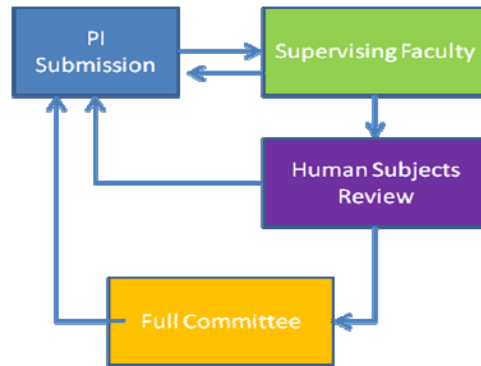 PI
Submission
Supervising Faculty
Human Subjects
Review
Full Committee